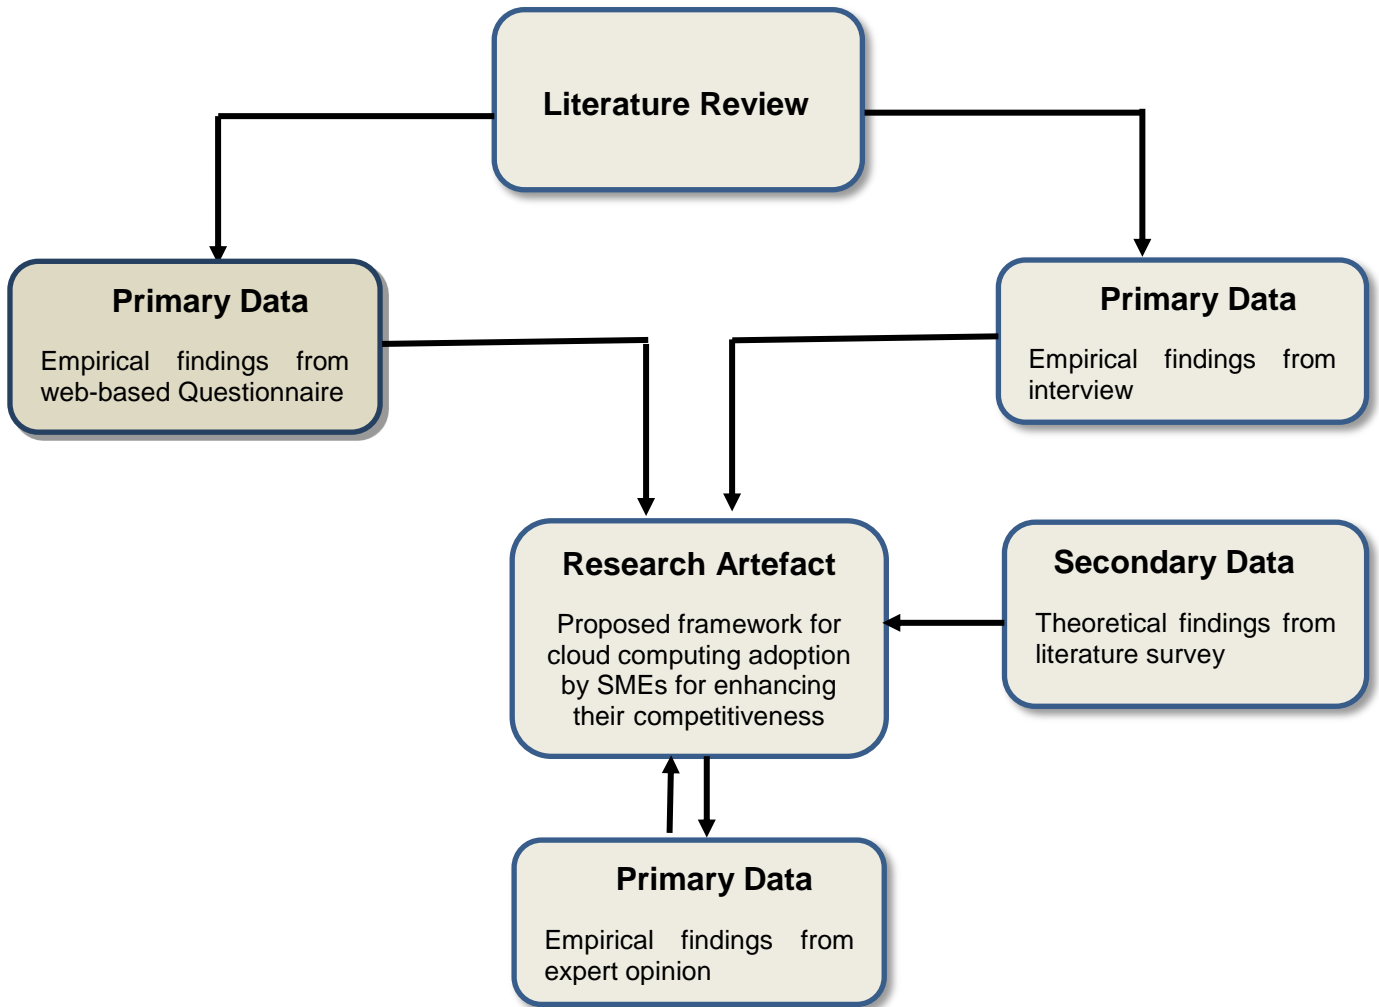 Literature Review
Primary Data
Empirical findings from
web-based Questionnaire
Primary Data
Empirical findings from
interview
Research Artefact
Proposed framework for
cloud computing adoption
by SMEs for enhancing
their competitiveness
Secondary Data
Theoretical findings from
literature survey
Primary Data
Empirical findings from
expert opinion